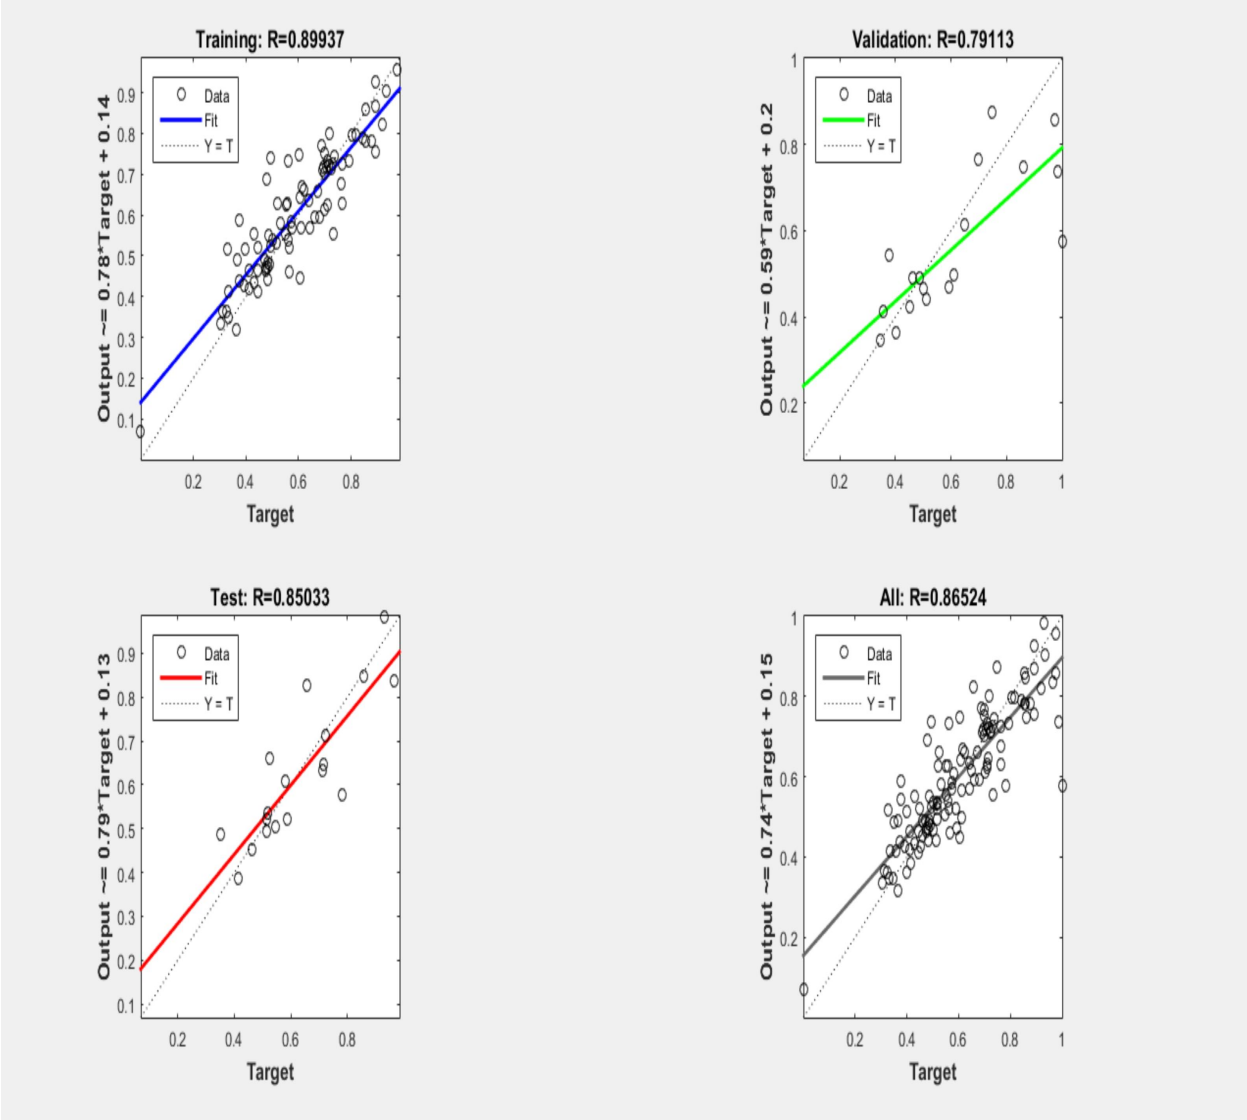 Training: R=0.89937
Output ~= 0.78*Target + 0.14
Data
Fit
Y = T
0.9
0.8
0.7
0.6
0.5
0.4
0.3
0.2
0.1
0.2 0.4 0.6 0.8
Target
Validation: R=0.79113
Output ~= 0.59*Target + 0.2
Data
Fit
Y = T
1
0.8
0.6
0.4
0.2
0.2 0.4 0.6 0.8 1
Target
Test: R=0.85033
Output ~= 0.79*Target + 0.13
Data
Fit
Y = T
0.9
0.8
0.7
0.6
0.5
0.4
0.3
0.2
0.1
0.2 0.4 0.6 0.8
Target
All: R=0.86524
Output ~= 0.74*Target + 0.15
Data
Fit
Y = T
1
0.8
0.6
0.4
0.2
0.2 0.4 0.6 0.8 1
Target